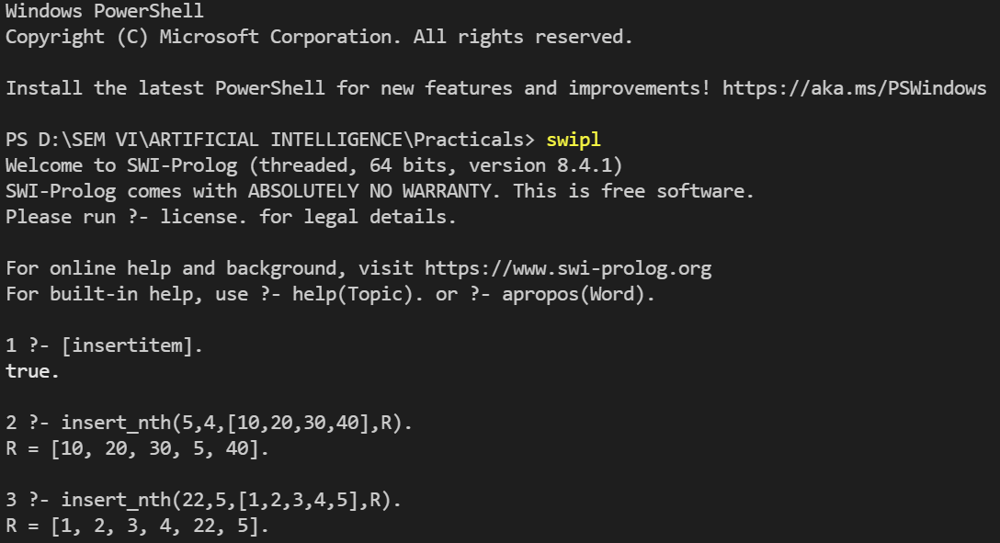 Windows PowerShell
Copyright (C) Microsoft Corporation. All rights reserved.
Install the latest PowerShell for new features and improvements! https://aka.ms/PSWindows
PS D:\SEM VI\ARTIFICIAL INTELLIGENCE\Practicals> swipl
Welcome to SWI-Prolog (threaded, 64 bits, version 8.4.1)
SWI-Prolog comes with ABSOLUTELY NO WARRANTY. This is free software.
Please run ?- license. for legal details.
For online help and background, visit https://www.swi-prolog.org
For built-in help, use ?- help(Topic). or ?- apropos(Word).
1 ?- [insertitem].
true.
2 ?- insert_nth(5,4,[10,20,30,40],R).
R = [10, 20, 30, 5, 40].
3 ?- insert_nth(22,5,[1,2,3,4,5],R).
R = [1, 2, 3, 4, 22, 5].